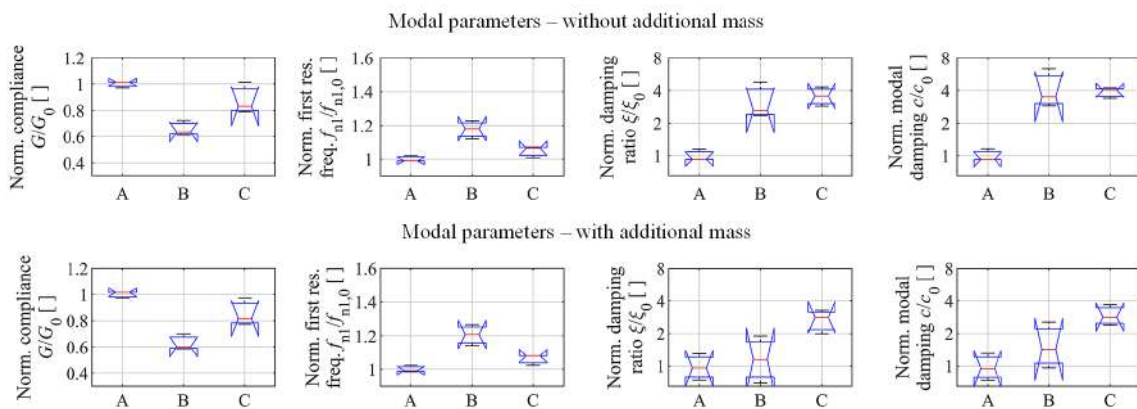 Modal parameters – without additional mass
Norm. compliance
G/G0 [ ]
1.2
1
0.8
0.6
0.4
A B C
Norm. first res.
freq. fn1/fn1,0 [ ]
1.6
1.4
1.2
1
A B C
Norm. damping
ratio ξ/ξ0 [ ]
8
4
2
1
A B C
Norm. modal
damping c/c0 [ ]
8
4
2
1
A B C
Modal parameters – with additional mass
Norm. compliance
G/G0 [ ]
1.2
1
0.8
0.6
0.4
A B C
Norm. first res.
freq. fn1/fn1,0 [ ]
1.6
1.4
1.2
1
A B C
Norm. damping
ratio ξ/ξ0 [ ]
8
4
2
1
A B C
Norm. modal
damping c/c0 [ ]
8
4
2
1
A B C